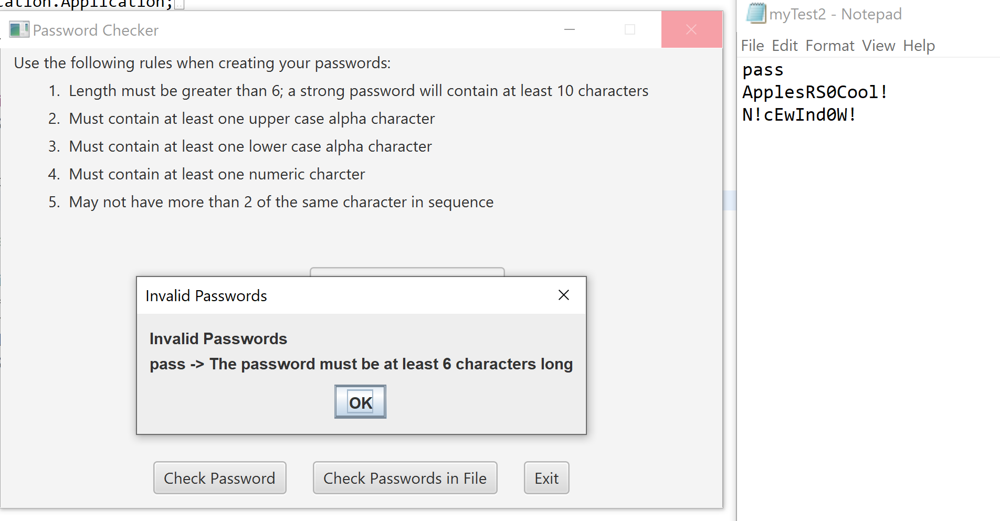 cation.Application;
Password Checker
Use the following rules when creating your passwords:
1. Length must be greater than 6; a strong password will contain at least 10 characters
2. Must contain at least one upper case alpha character
3. Must contain at least one lower case alpha character
4. Must contain at least one numeric charcter
5. May not have more than 2 of the same character in sequence
Invalid Passwords
Invalid Passwords
pass -> The password must be at least 6 characters long
OK
Check Password Check Passwords in File Exit
myTest2 - Notepad
File Edit Format View Help
pass
ApplesRS0Cool!
N!cEwInd0W!